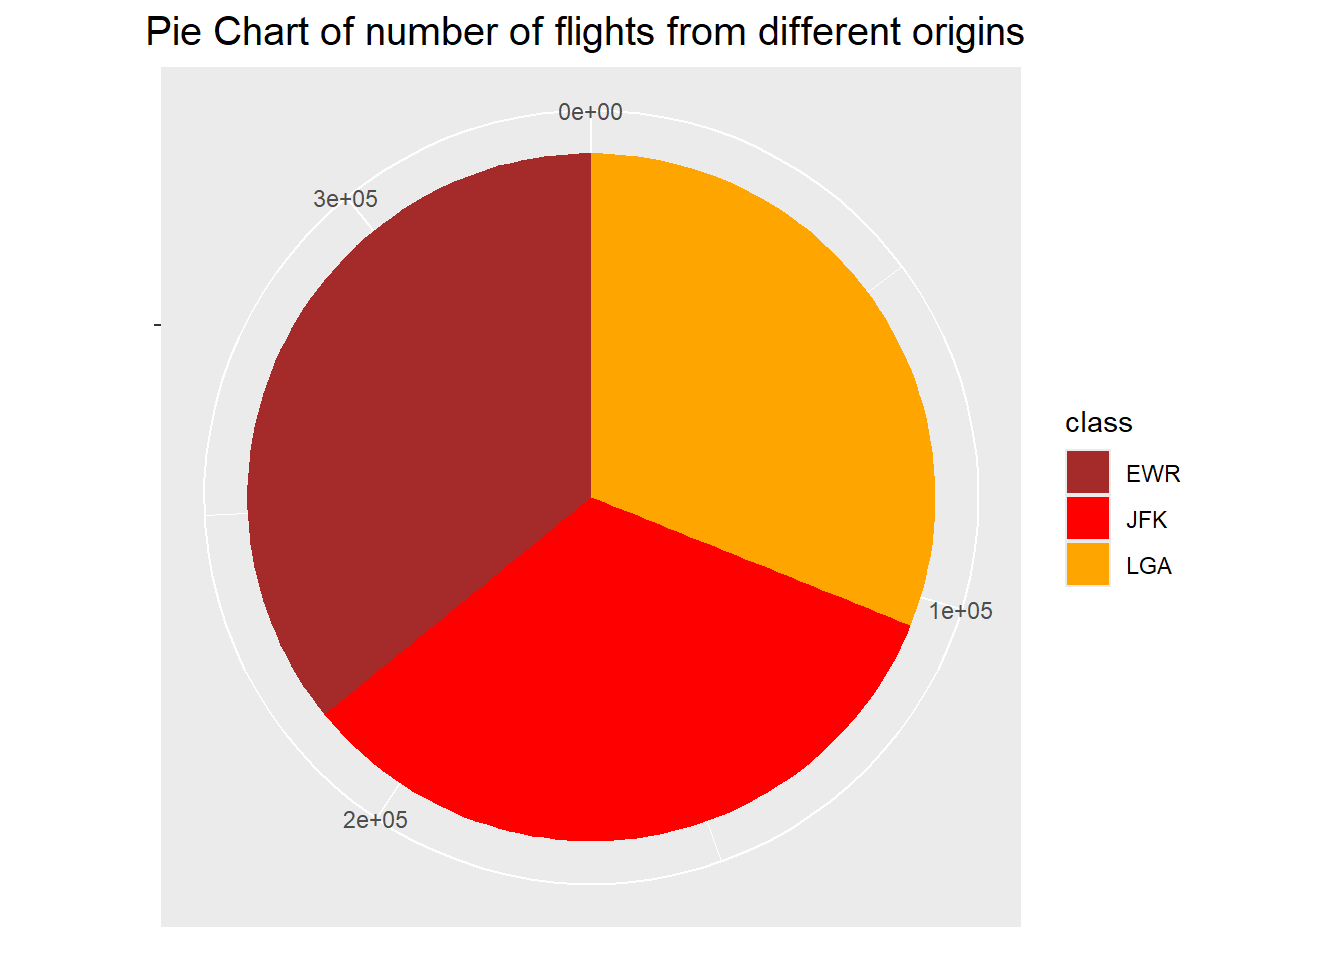 Pie Chart of number of flights from different origins
0e+00
3e+05
1e+05
2e+05
class
EWR
JFK
LGA